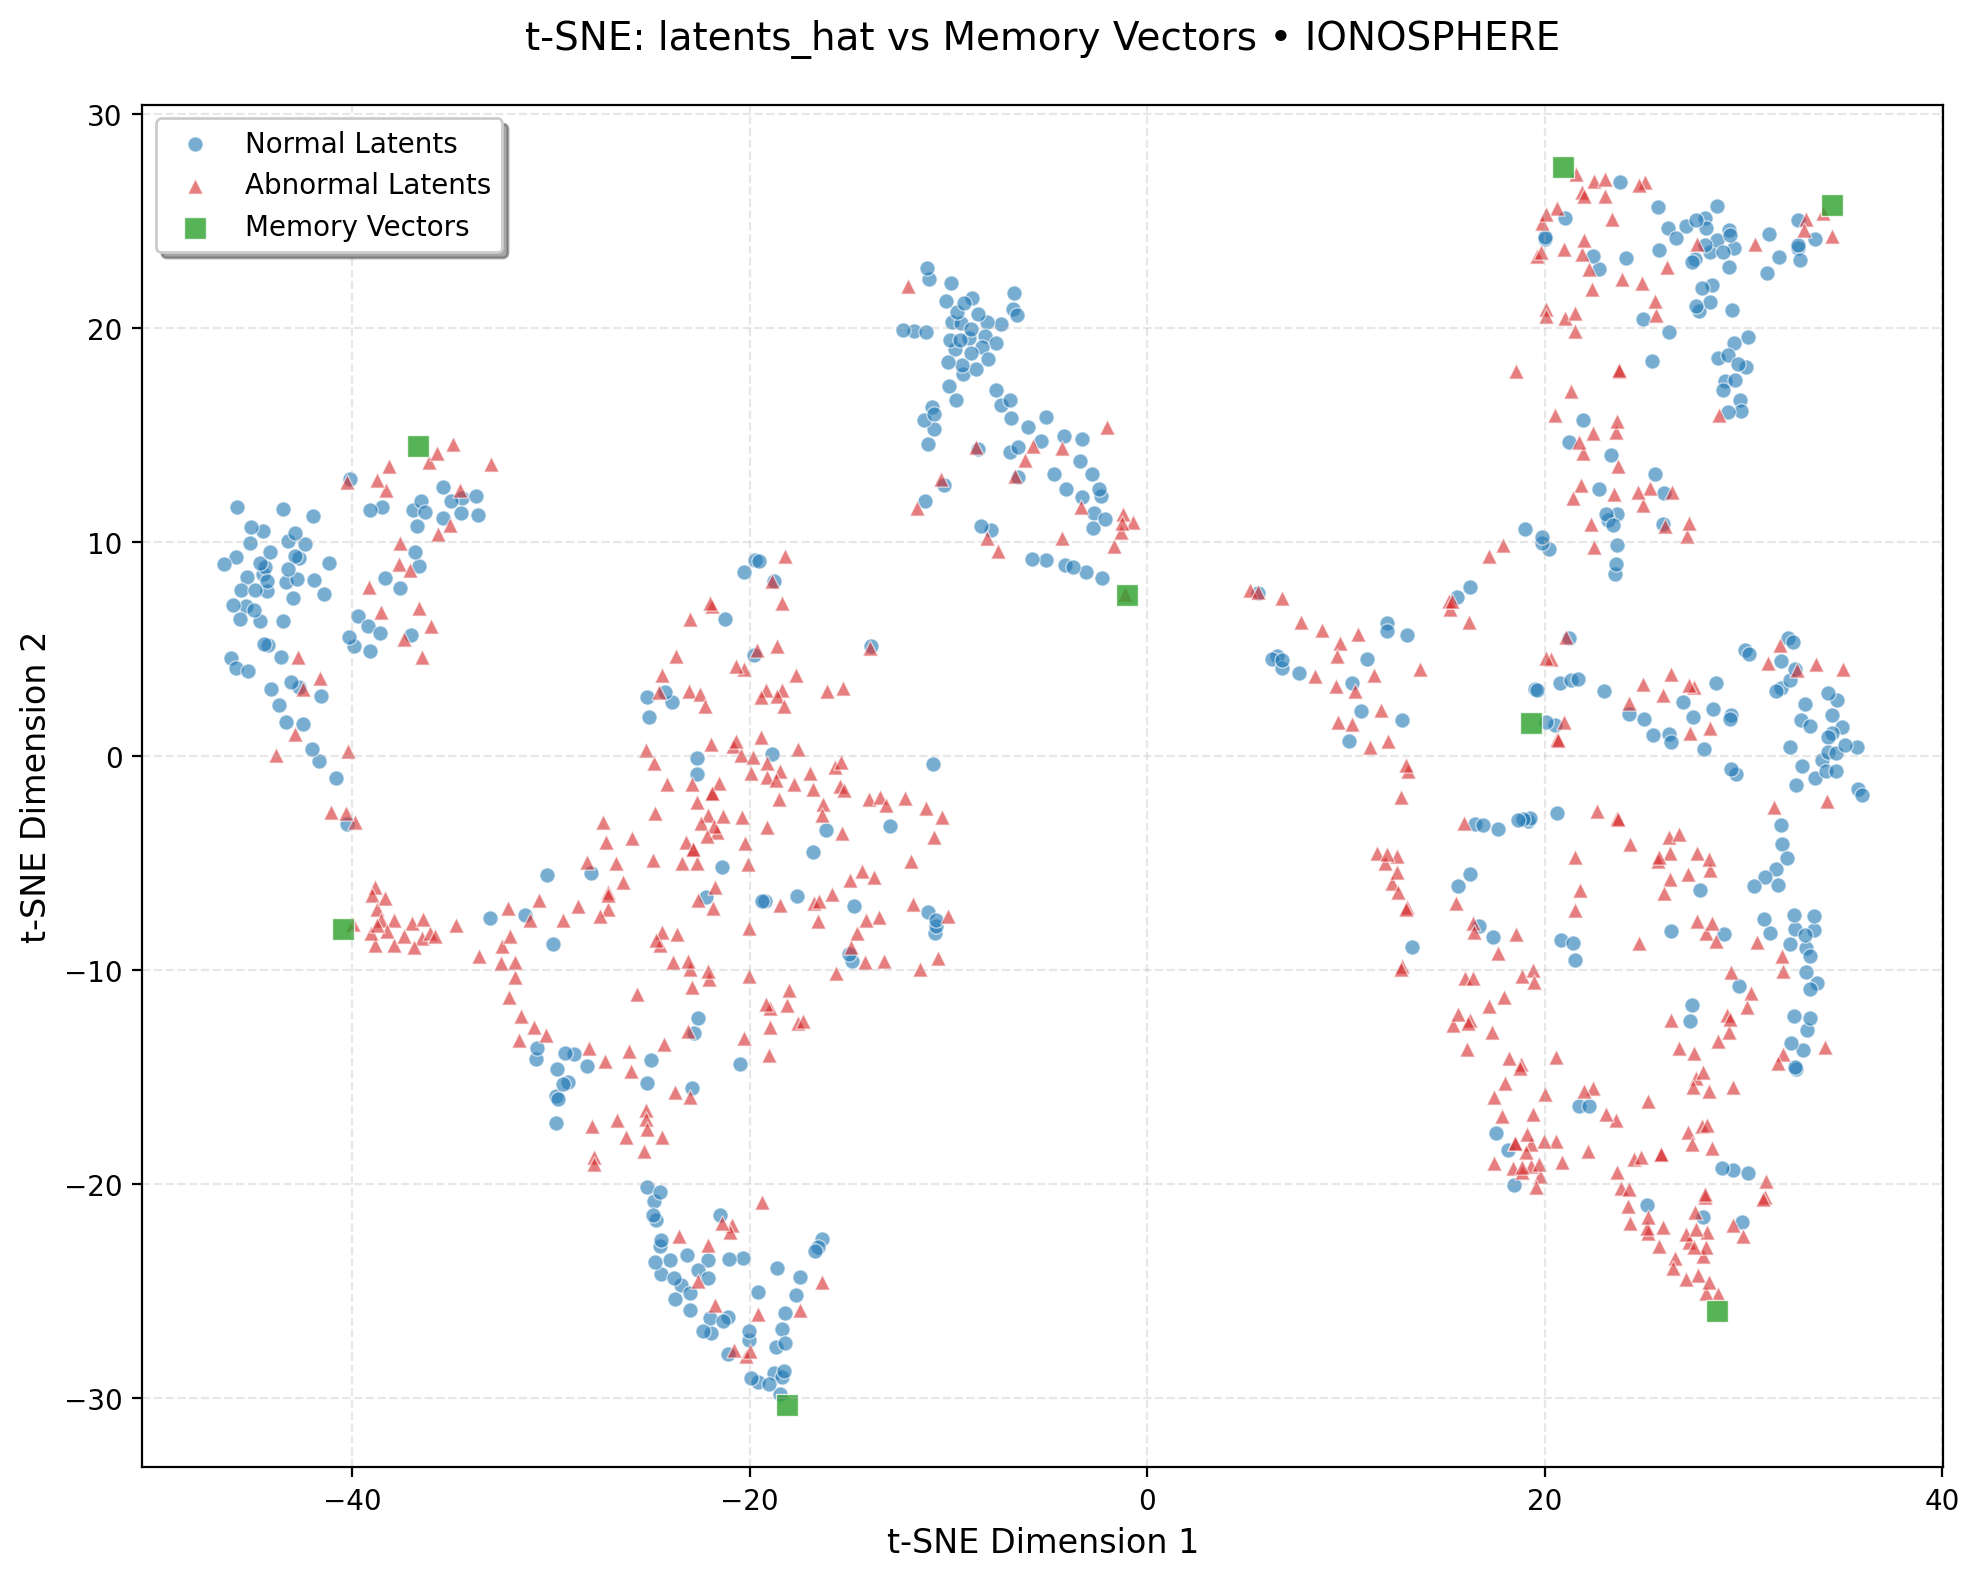 t-SNE: latents_hat vs Memory Vectors • IONOSPHERE
Normal Latents
Abnormal Latents
Memory Vectors
30
20
10
0
−10
−20
−30
t-SNE Dimension 2
−40
−20
0
20
40
t-SNE Dimension 1